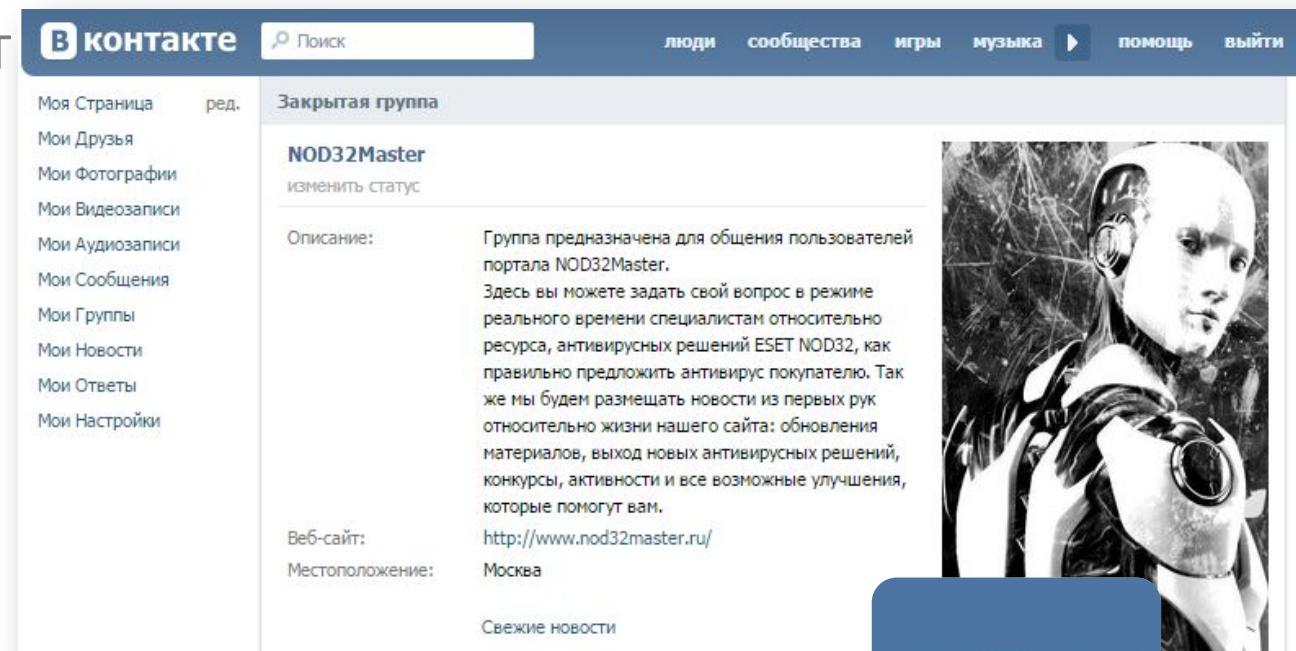 В контакте
Поиск
люди сообщества игры музыка помощь выйти
Моя Страница ред.
Мои Друзья
Мои Фотографии
Мои Видеозаписи
Мои Аудиозаписи
Мои Сообщения
Мои Группы
Мои Новости
Мои Ответы
Мои Настройки
Закрытая группа
NOD32Master
изменить статус
Описание:
Группа предназначена для общения пользователей
портала NOD32Master.
Здесь вы можете задать свой вопрос в режиме
реального времени специалистам относительно
ресурса, антивирусных решений ESET NOD32, как
правильно предложить антивирус покупателю. Так
же мы будем размещать новости из первых рук
относительно жизни нашего сайта: обновления
материалов, выход новых антивирусных решений,
конкурсы, активности и все возможные улучшения,
которые помогут вам.
Веб-сайт: http://www.nod32master.ru/
Местоположение: Москва
Свежие новости